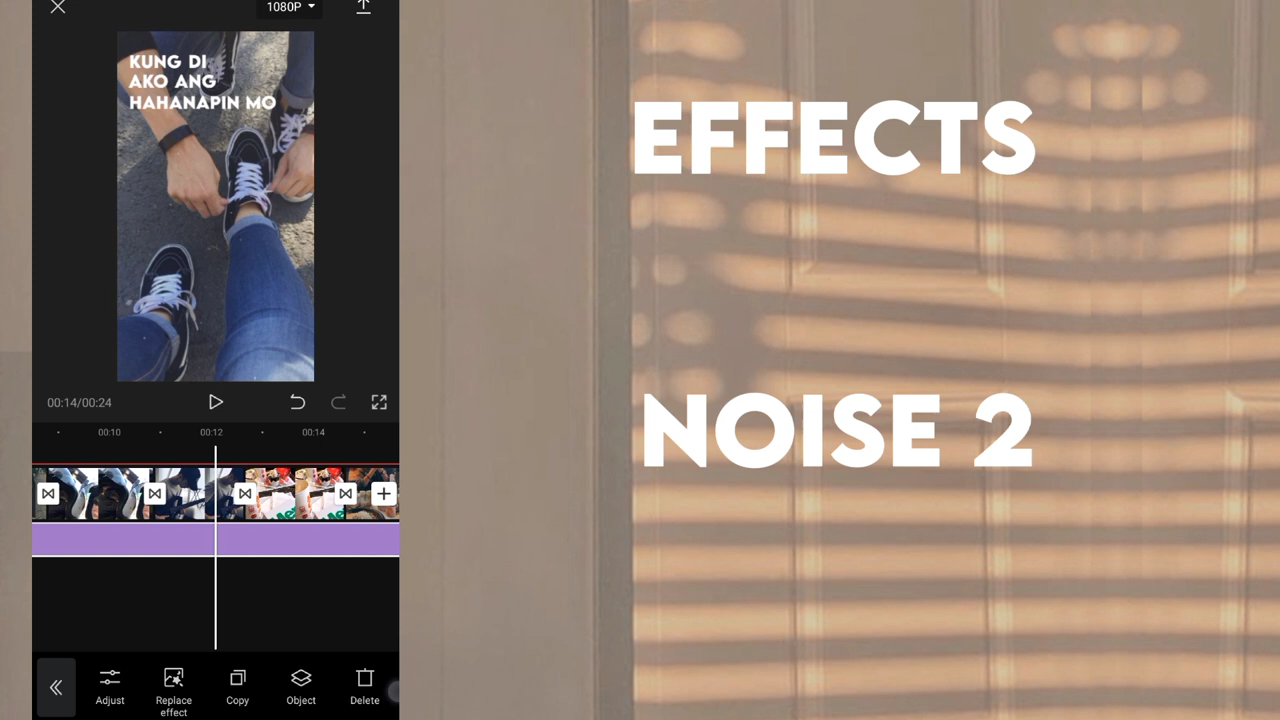 1080P
KUNG DI
AKO ANG
HAHANAPIN MO
00:14/00:24
00:10
00:12
00:14
Adjust
Replace
effect
Copy
Object
Delete
EFFECTS
NOISE 2